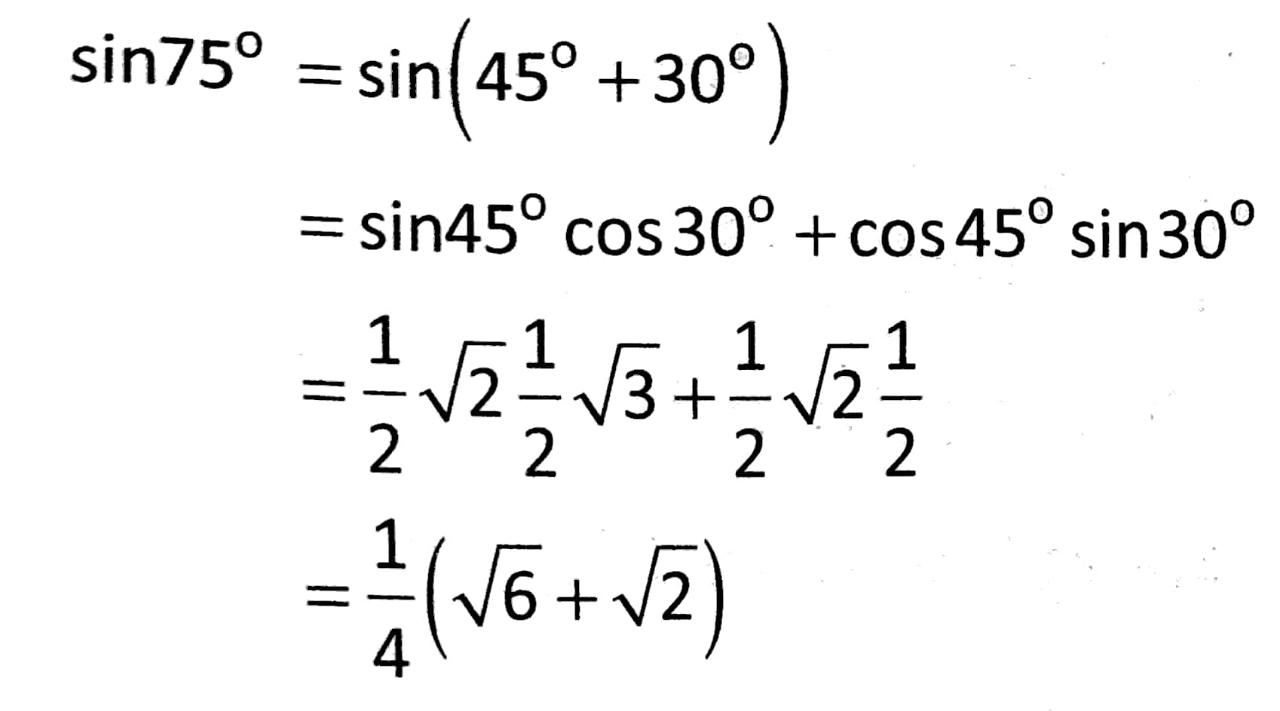 sin75° = sin(45° + 30°)
= sin45° cos30° + cos45° sin30°
= 1/2 √2 1/2 √3 + 1/2 √2 1/2
= 1/4 (√6 + √2)